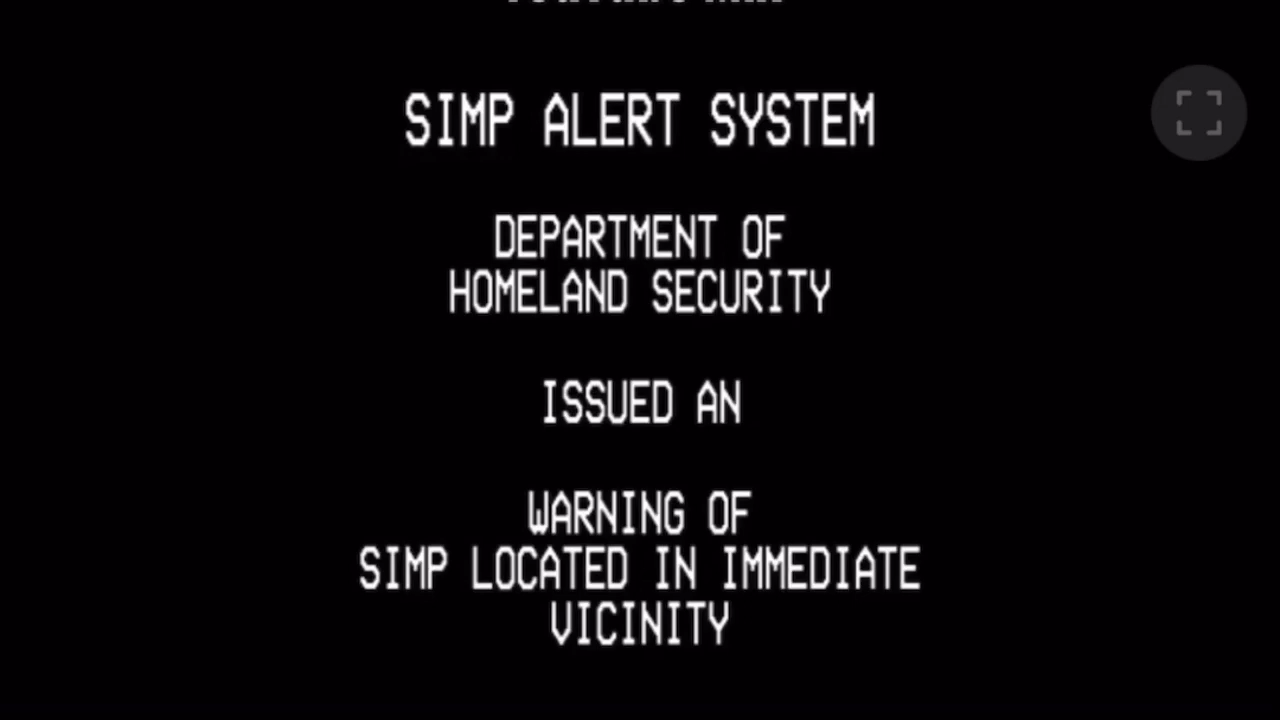 SIMP ALERT SYSTEM
DEPARTMENT OF
HOMELAND SECURITY
ISSUED AN
WARNING OF
SIMP LOCATED IN IMMEDIATE
VICINITY